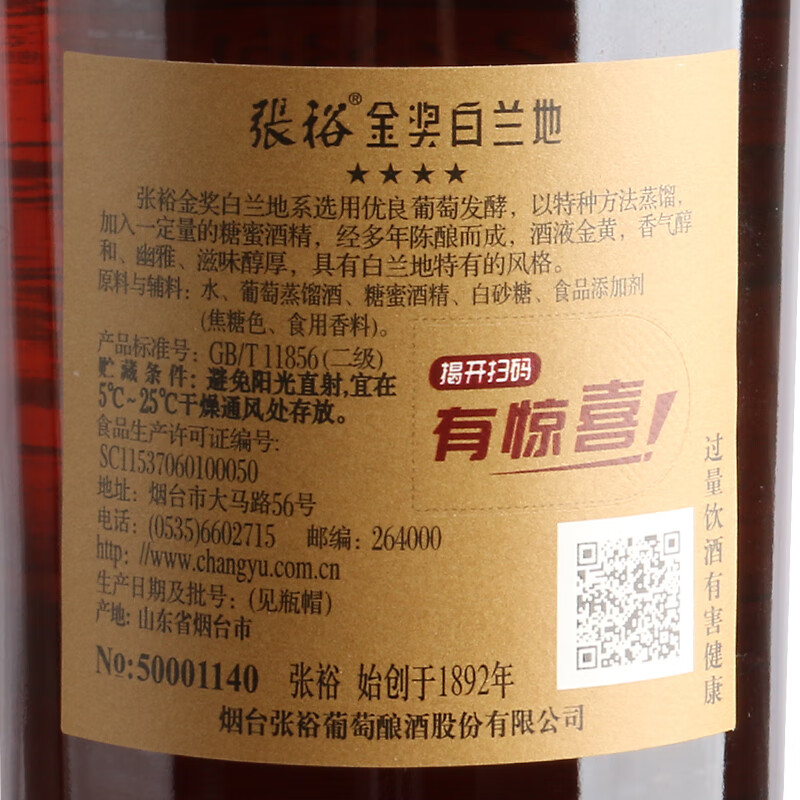 张裕® 金奖白兰地
★★★★
张裕金奖白兰地系选用优良葡萄发酵，以特种方法蒸馏，
加入一定量的糖蜜酒精，经多年陈酿而成，酒液金黄，香气醇
和、幽雅、滋味醇厚，具有白兰地特有的风格。
原料与辅料：水、葡萄蒸馏酒、糖蜜酒精、白砂糖、食品添加剂
(焦糖色、食用香料)。
产品标准号：GB/T 11856(二级)
贮藏条件：避免阳光直射,宜在
5℃~25℃干燥通风处存放。
食品生产许可证编号:
SC11537060100050
地址：烟台市大马路56号
电话：(0535)6602715 邮编：264000
http：//www.changyu.com.cn
生产日期及批号：(见瓶帽)
产地:山东省烟台市
No:50001140 张裕 始创于1892年
烟台张裕葡萄酿酒股份有限公司
揭开扫码
有惊喜!
过量饮酒有害健康